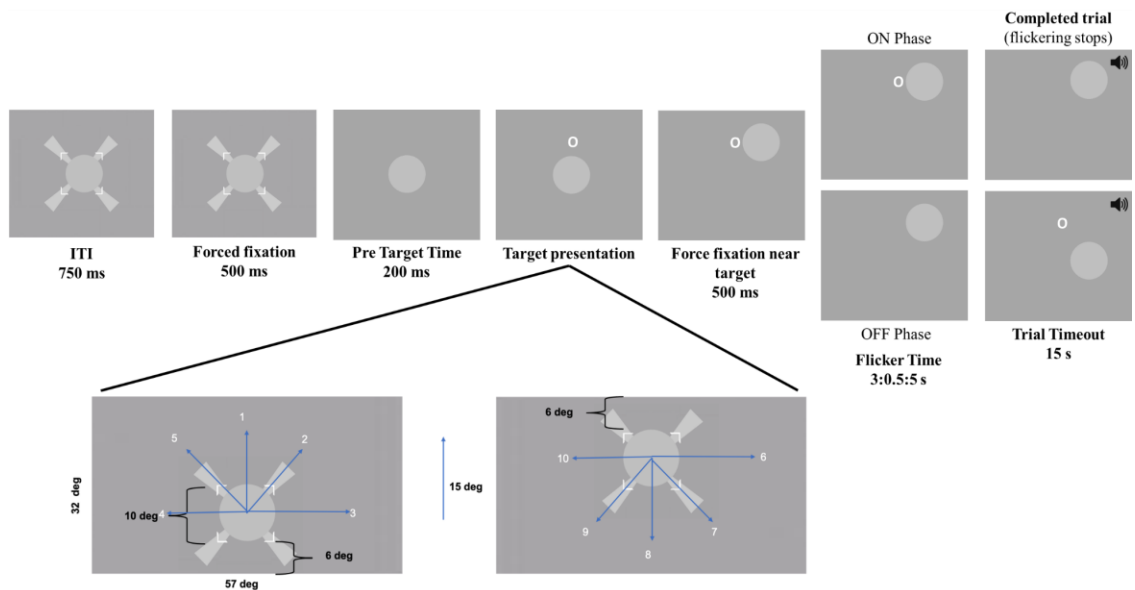 ITI
750 ms
Forced fixation
500 ms
Pre Target Time
200 ms
O
Target presentation
O
Force fixation near
target
500 ms
ON Phase
O
OFF Phase
Flicker Time
3:0.5:5 s
Completed trial
(flickering stops)
O
Trial Timeout
15 s
1
5
2
4
3
32 deg
10 deg
6 deg
57 deg
15 deg
6 deg
10
6
9
7
8